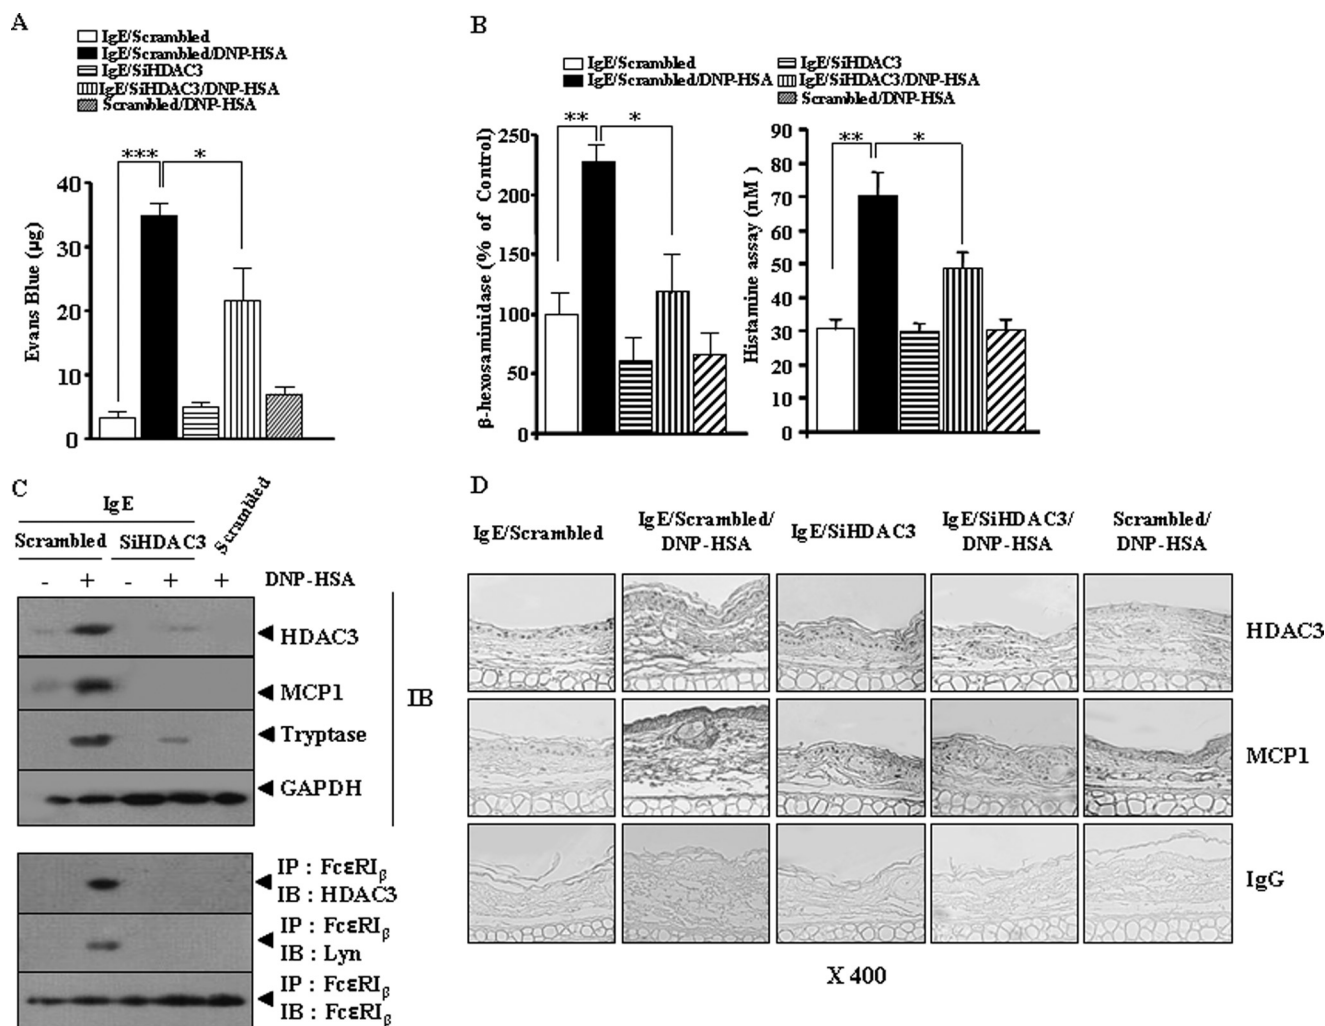 A
IgE/Scrambled
IgE/Scrambled/DNP-HSA
IgE/SiHDAC3
IgE/SiHDAC3/DNP-HSA
Scrambled/DNP-HSA
*** *
40
30
20
10
0
Evans Blue (µg)
B
IgE/Scrambled
IgE/Scrambled/DNP-HSA
IgE/SiHDAC3
IgE/SiHDAC3/DNP-HSA
Scrambled/DNP-HSA
** *
250
200
150
100
50
0
β-hexosaminidase (% of Control)
** *
90
80
70
60
50
40
30
20
10
0
Histamine assay (nM )
C
IgE
Scrambled SiHDAC3 Scrambled
- + - + + DNP-HSA
HDAC3
MCP1
Tryptase
GAPDH
IB
IP : FcεRIβ
IB : HDAC3
IP : FcεRIβ
IB : Lyn
IP : FcεRIβ
IB : FcεRIβ
D
IgE/Scrambled
IgE/Scrambled/
DNP-HSA
IgE/SiHDAC3
IgE/SiHDAC3/
DNP-HSA
Scrambled/
DNP-HSA
HDAC3
MCP1
IgG
X 400